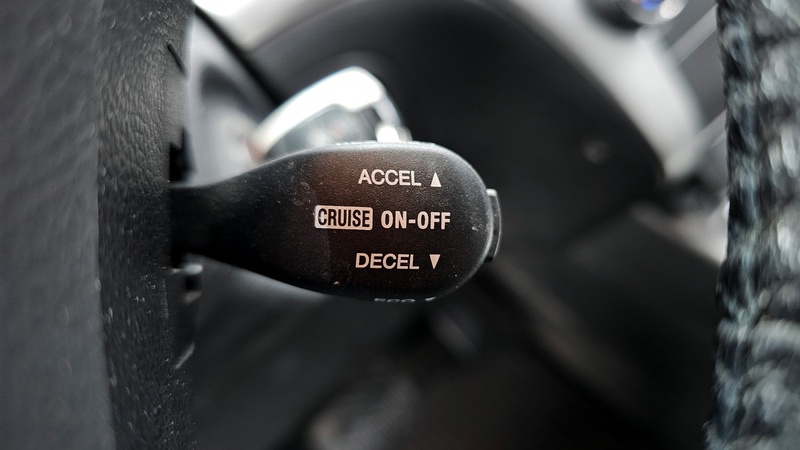 ACCEL ▲
CRUISE ON-OFF
DECEL ▼